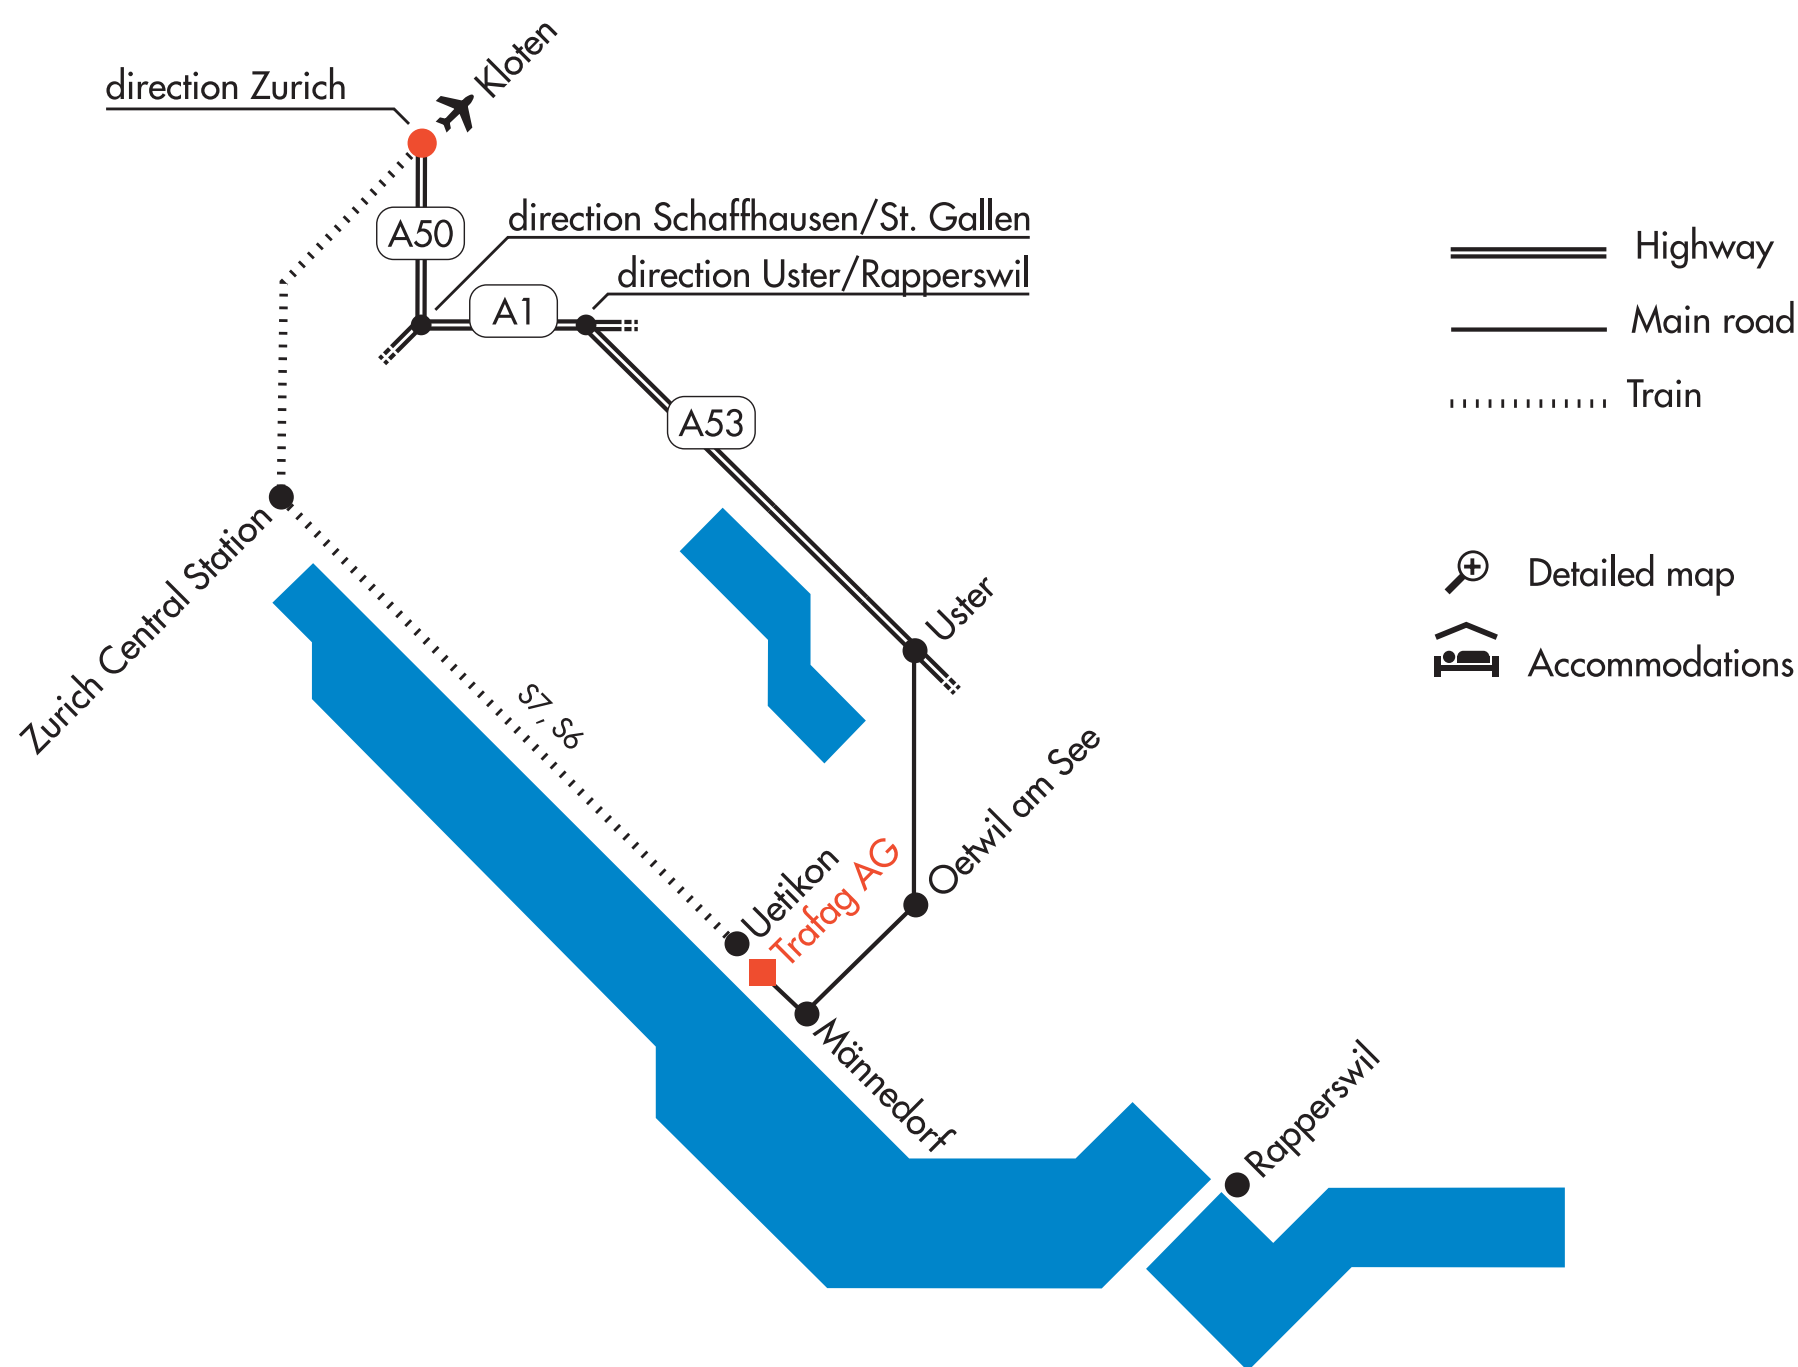 Kloten
direction Zurich
A50
direction Schaffhausen/St. Gallen
direction Uster/Rapperswil
A1
A53
Zurich Central Station
S7, S6
Uster
Oetwil am See
Uetikon
Trafag AG
Männedorf
Rapperswil
Highway
Main road
Train
Detailed map
Accommodations